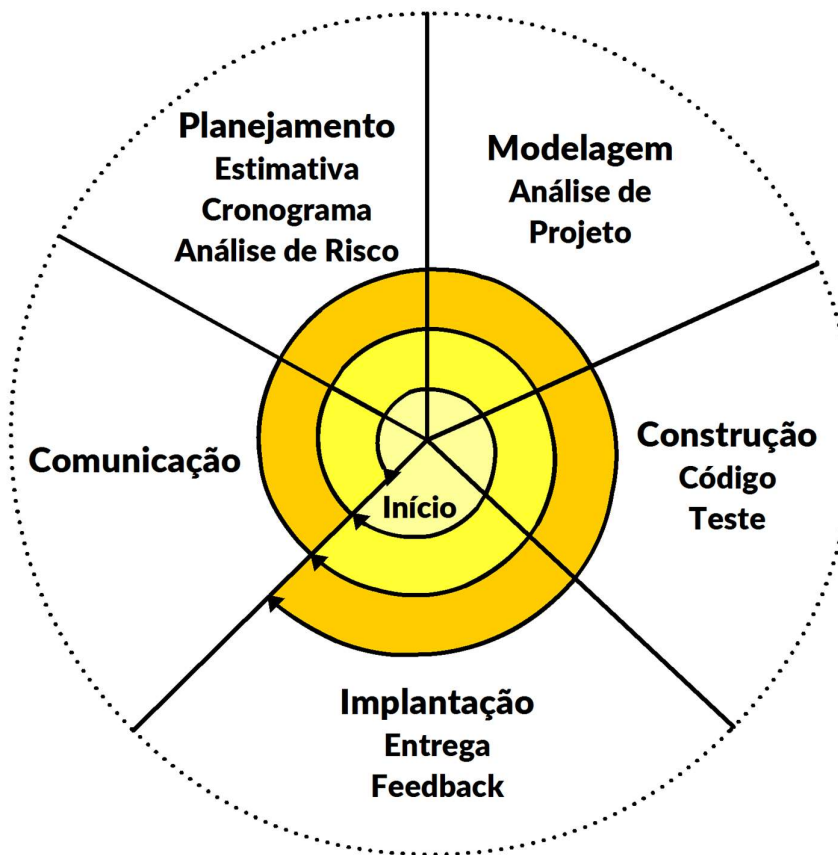 Planejamento
Estimativa
Cronograma
Análise de Risco
Modelagem
Análise de
Projeto
Comunicação
Início
Construção
Código
Teste
Implantação
Entrega
Feedback